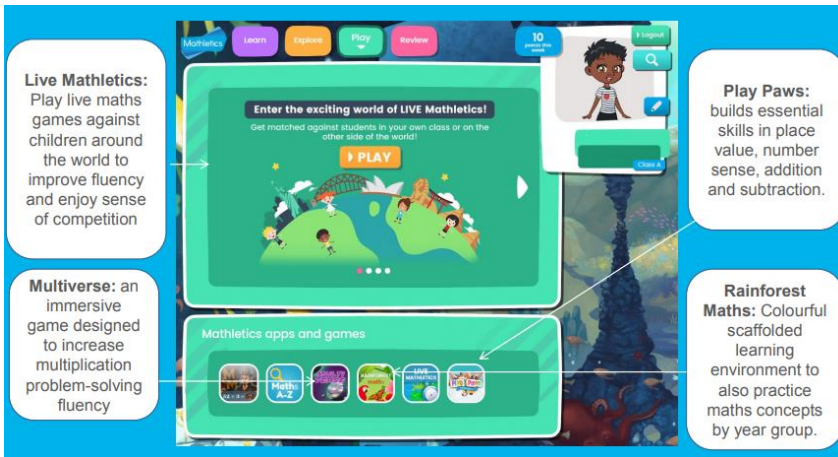 Live Mathletics:
Play live maths
games against
children around
the world to
improve fluency
and enjoy sense
of competition
Multiverse: an
immersive
game designed
to increase
multiplication
problem-solving
fluency
Mathletics
Learn
Explore
Play
Review
10
points this
week
Logout
Class A
Enter the exciting world of LIVE Mathletics!
Get matched against students in your own class or on the
other side of the world!
PLAY
Mathletics apps and games
Maths
A-Z
RAINFOREST
maths
LIVE
MATHLETICS
Play Paws
Play Paws:
builds essential
skills in place
value, number
sense, addition
and subtraction.
Rainforest
Maths: Colourful
scaffolded
learning
environment to
also practice
maths concepts
by year group.